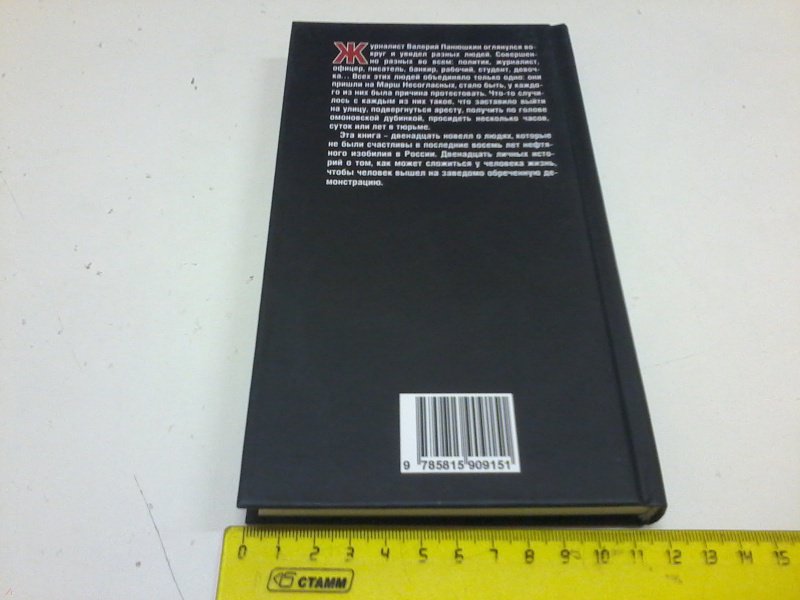 Журналист Валерий Панюшкин оглянулся во-
круг и увидел разных людей. Совершен-
но разных во всем: политик, журналист,
офицер, писатель, банкир, рабочий, студент, девоч-
ка... Всех этих людей объединяло только одно: они
пришли на Марш Несогласных, стало быть, у каждо-
го из них была причина протестовать. Что-то случи-
лось с каждым из них такое, что заставило выйти
на улицу, подвергнуться аресту, получить по голове
омоновской дубинкой, просидеть несколько часов,
суток или лет в тюрьме.
Эта книга – двенадцать новелл о людях, которые
не были счастливы в последние восемь лет нефтя-
ного изобилия в России. Двенадцать личных исто-
рий о том, как может сложиться у человека жизнь,
чтобы человек вышел на заведомо обреченную де-
монстрацию.
9 785815 909151
0 1 2 3 4 5 6 7 8 9 10 11 12 13 14 15
СТАММ